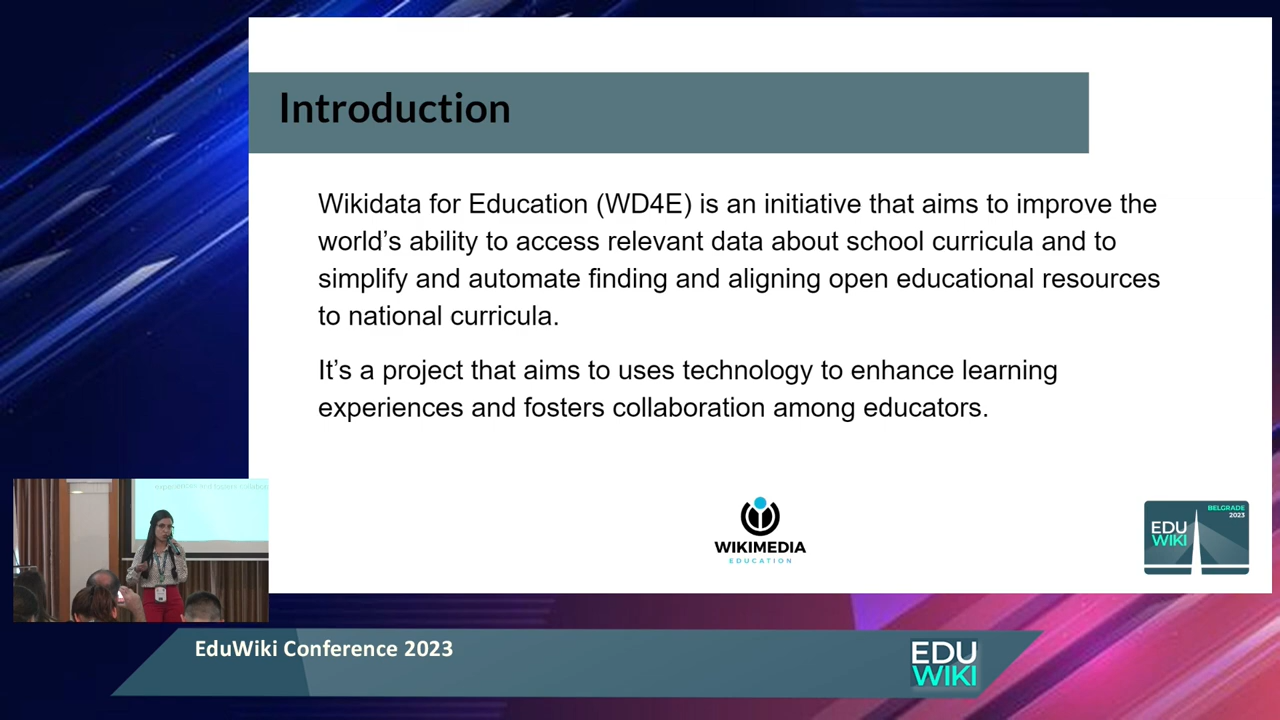 Introduction
Wikidata for Education (WD4E) is an initiative that aims to improve the
world’s ability to access relevant data about school curricula and to
simplify and automate finding and aligning open educational resources
to national curricula.
It’s a project that aims to uses technology to enhance learning
experiences and fosters collaboration among educators.
WIKIMEDIA
EDUCATION
BELGRADE
2023
EDU
WIKI
EduWiki Conference 2023
EDU
WIKI